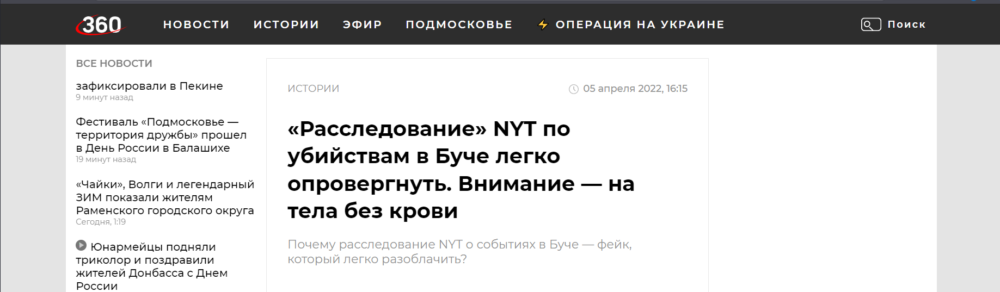 360
НОВОСТИ
ИСТОРИИ
ЭФИР
ПОДМОСКОВЬЕ
ОПЕРАЦИЯ НА УКРАИНЕ
Поиск
ВСЕ НОВОСТИ
зафиксировали в Пекине
9 минут назад
Фестиваль «Подмосковье —
территория дружбы» прошел
в День России в Балашихе
19 минут назад
«Чайки», Волги и легендарный
ЗИМ показали жителям
Раменского городского округа
Сегодня, 1:19
Юнармейцы подняли
триколор и поздравили
жителей Донбасса с Днем
России
ИСТОРИИ
05 апреля 2022, 16:15
«Расследование» NYT по
убийствам в Буче легко
опровергнуть. Внимание — на
тела без крови
Почему расследование NYT о событиях в Буче — фейк,
который легко разоблачить?